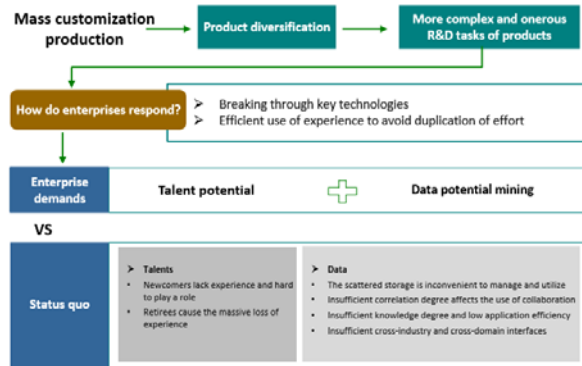 Mass customization
production
Product diversification
More complex and onerous
R&D tasks of products
How do enterprises respond?
➤ Breaking through key technologies
➤ Efficient use of experience to avoid duplication of effort
Enterprise
demands
Talent potential
Data potential mining
VS
Status quo
➤ Talents
• Newcomers lack experience and hard
to play a role
• Retirees cause the massive loss of
experience
➤ Data
• The scattered storage is inconvenient to manage and utilize
• Insufficient correlation degree affects the use of collaboration
• Insufficient knowledge degree and low application efficiency
• Insufficient cross-industry and cross-domain interfaces